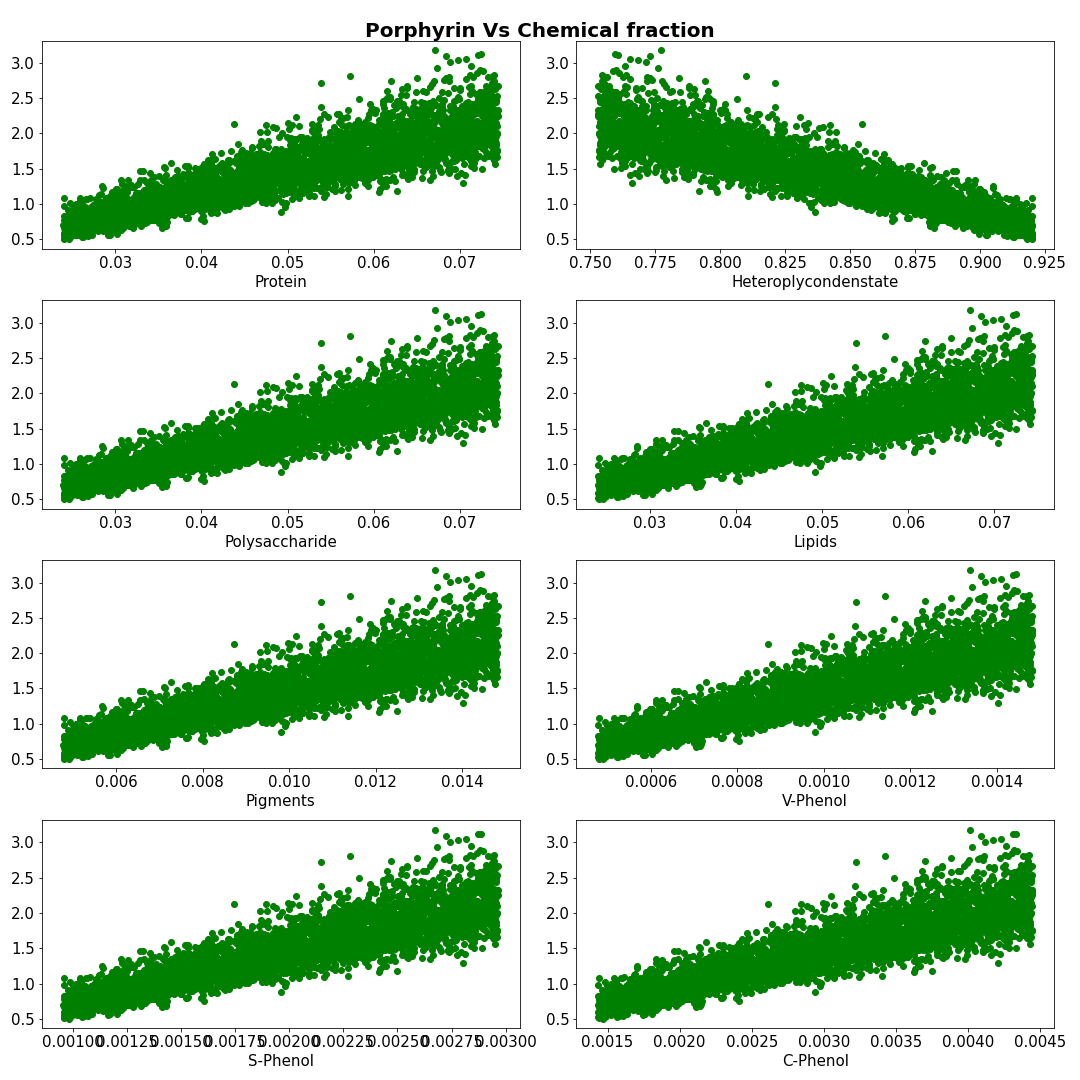 Porphyrin Vs Chemical fraction
3.0
2.5
2.0
1.5
1.0
0.5
0.03 0.04 0.05 0.06 0.07
Protein
3.0
2.5
2.0
1.5
1.0
0.5
0.750 0.775 0.800 0.825 0.850 0.875 0.900 0.925
Heteroplycondenstate
3.0
2.5
2.0
1.5
1.0
0.5
0.03 0.04 0.05 0.06 0.07
Polysaccharide
3.0
2.5
2.0
1.5
1.0
0.5
0.03 0.04 0.05 0.06 0.07
Lipids
3.0
2.5
2.0
1.5
1.0
0.5
0.006 0.008 0.010 0.012 0.014
Pigments
3.0
2.5
2.0
1.5
1.0
0.5
0.0006 0.0008 0.0010 0.0012 0.0014
V-Phenol
3.0
2.5
2.0
1.5
1.0
0.5
0.00100 0.00125 0.00150 0.00175 0.00200 0.00225 0.00250 0.00275 0.00300
S-Phenol
3.0
2.5
2.0
1.5
1.0
0.5
0.0015 0.0020 0.0025 0.0030 0.0035 0.0040 0.0045
C-Phenol